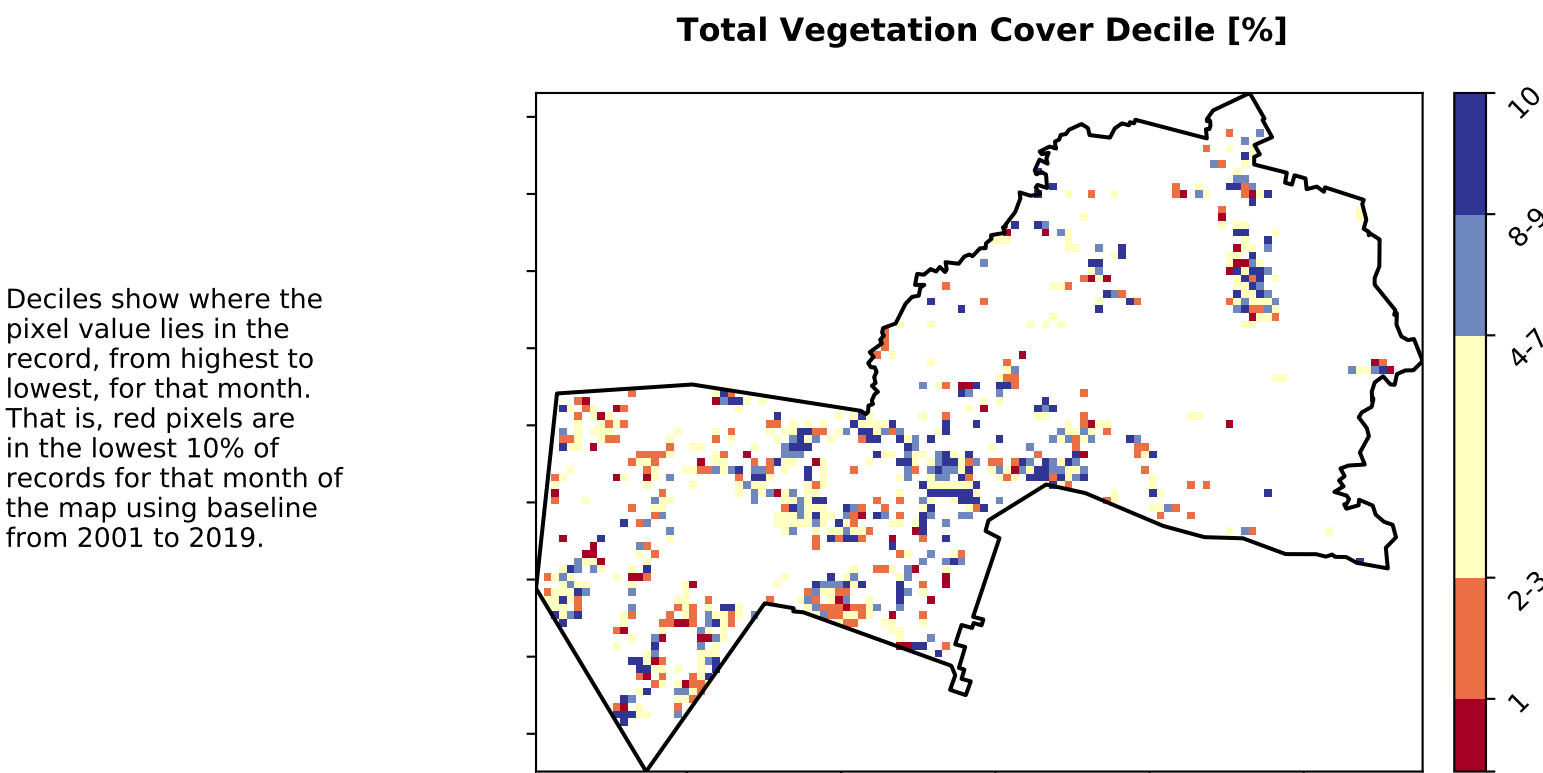 Total Vegetation Cover Decile [%]
Deciles show where the
pixel value lies in the
record, from highest to
lowest, for that month.
That is, red pixels are
in the lowest 10% of
records for that month of
the map using baseline
from 2001 to 2019.
10
8-9
4-7
2-3
1